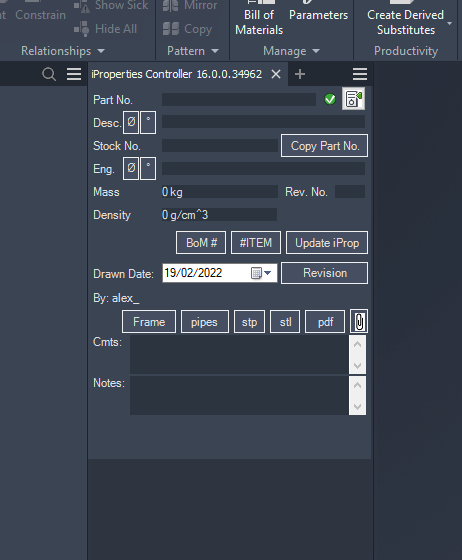 Constrain
Show Sick
Hide All
Relationships
Mirror
Copy
Pattern
Bill of Materials
Parameters
Manage
Create Derived Substitutes
Productivity
iProperties Controller 16.0.0.34962
Part No.
Desc. Ø °
Stock No. Copy Part No.
Eng. Ø °
Mass 0 kg Rev. No.
Density 0 g/cm^3
BoM # #ITEM Update iProp
Drawn Date: 19/02/2022 Revision
By: alex_
Frame pipes stp stl pdf
Cmts:
Notes: